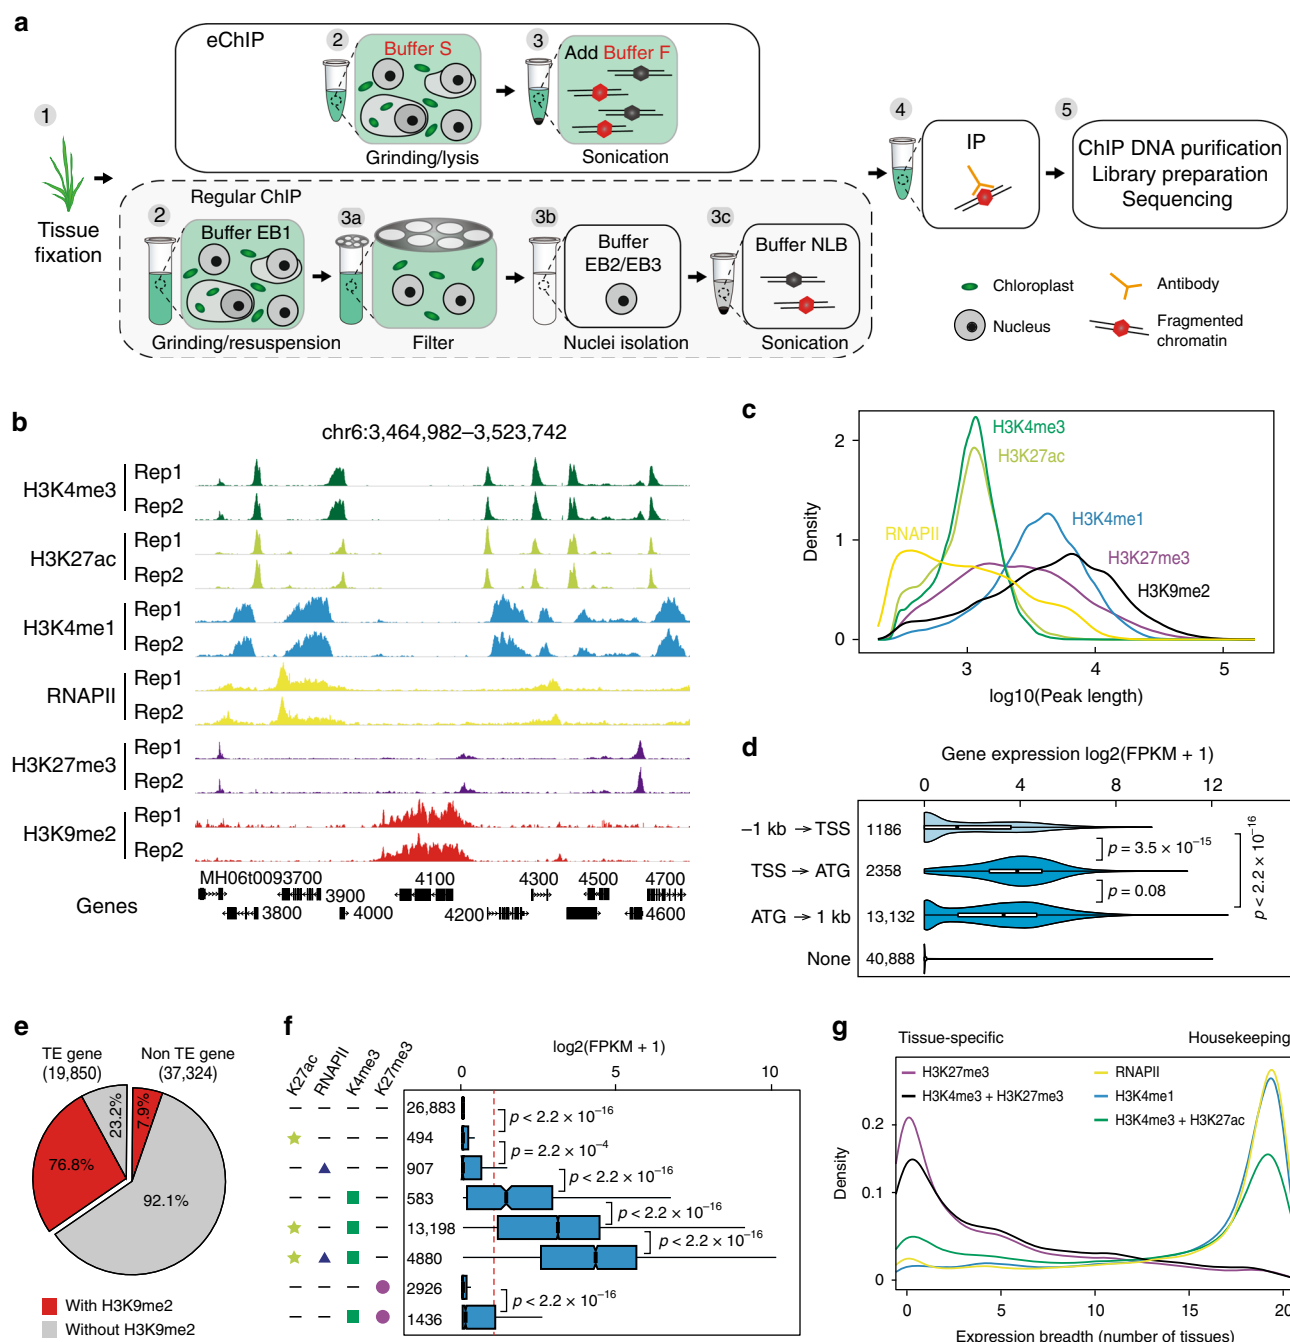 a
eChIP
2
Buffer S
Grinding/lysis
3
Add Buffer F
Sonication
1
Tissue
fixation
Regular ChIP
2
Buffer EB1
Grinding/resuspension
3a
Filter
3b
Buffer
EB2/EB3
Nuclei isolation
3c
Buffer NLB
Sonication
4
IP
5
ChIP DNA purification
Library preparation
Sequencing
Chloroplast
Nucleus
Antibody
Fragmented
chromatin
b
chr6:3,464,982–3,523,742
H3K4me3
Rep1
Rep2
H3K27ac
Rep1
Rep2
H3K4me1
Rep1
Rep2
RNAPII
Rep1
Rep2
H3K27me3
Rep1
Rep2
H3K9me2
Rep1
Rep2
Genes
MH06t0093700
3800
3900
4000
4100
4200
4300
4500
4600
4700
c
Density
2
1
0
H3K4me3
H3K27ac
RNAPII
H3K4me1
H3K27me3
H3K9me2
3
4
5
log10(Peak length)
d
Gene expression log2(FPKM + 1)
0
4
8
12
–1 kb → TSS
1186
TSS → ATG
2358
ATG → 1 kb
13,132
None
40,888
p = 3.5 × 10⁻¹⁵
p = 0.08
p < 2.2 × 10⁻¹⁶
e
TE gene
(19,850)
Non TE gene
(37,324)
23.2%
7.9%
76.8%
92.1%
With H3K9me2
Without H3K9me2
f
K27ac
RNAPII
K4me3
K27me3
log2(FPKM + 1)
0
5
10
– – – – 26,883
– – – 494
– – – 907
– – – 583
– – 13,198
– 4880
– – – 2926
– – 1436
p < 2.2 × 10⁻¹⁶
p = 2.2 × 10⁻⁴
p < 2.2 × 10⁻¹⁶
p < 2.2 × 10⁻¹⁶
p < 2.2 × 10⁻¹⁶
p < 2.2 × 10⁻¹⁶
g
Tissue-specific
Housekeeping
H3K27me3
H3K4me3 + H3K27me3
RNAPII
H3K4me1
H3K4me3 + H3K27ac
Density
0.2
0.1
0
0
5
10
15
20
Expression breadth (number of tissues)